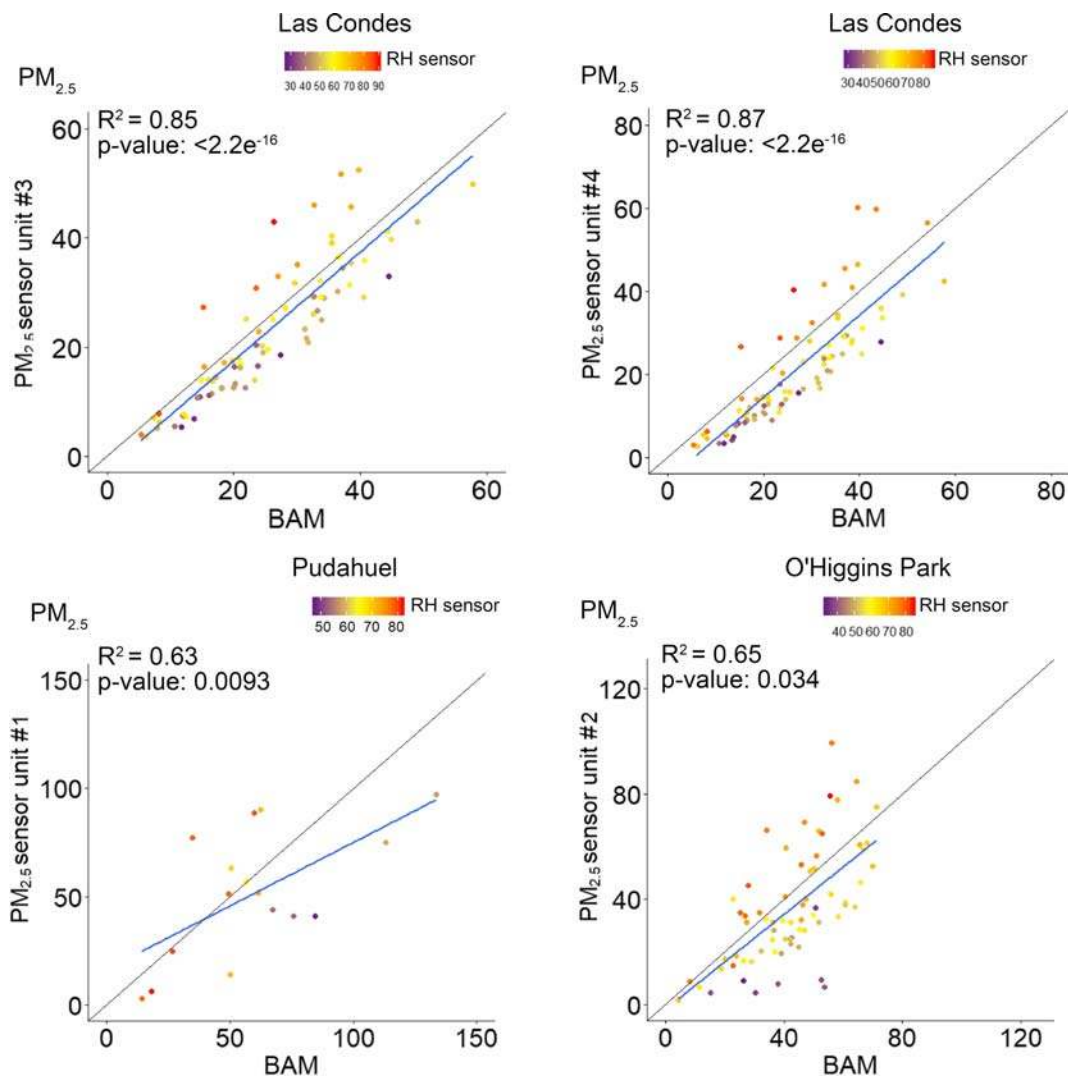 Las Condes
RH sensor
30 40 50 60 70 80 90
PM2.5
R² = 0.85
p-value: <2.2e-16
60
40
20
0
PM2.5 sensor unit #3
0 20 40 60
BAM
Las Condes
RH sensor
30 40 50 60 70 80
PM2.5
R² = 0.87
p-value: <2.2e-16
80
60
40
20
0
PM2.5 sensor unit #4
0 20 40 60 80
BAM
Pudahuel
RH sensor
50 60 70 80
PM2.5
R² = 0.63
p-value: 0.0093
150
100
50
0
PM2.5 sensor unit #1
0 50 100 150
BAM
O'Higgins Park
RH sensor
40 50 60 70 80
PM2.5
R² = 0.65
p-value: 0.034
120
80
40
0
PM2.5 sensor unit #2
0 40 80 120
BAM